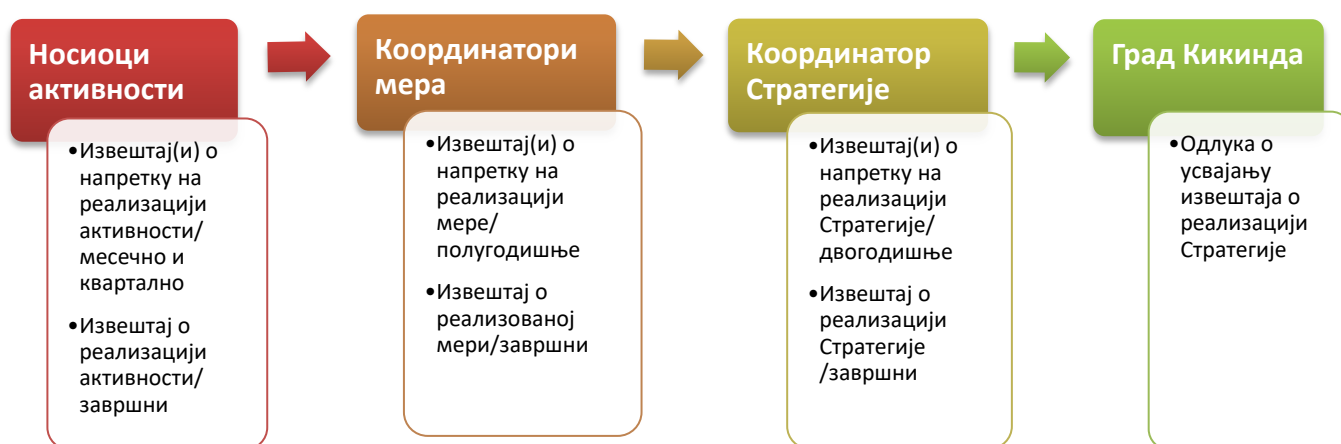 Носиоци
активности
•Извештај(и) о
напретку на
реализацији
активности/
месечно и
квартално
•Извештај о
реализацији
активности/
завршни
Координатори
мера
•Извештај(и) о
напретку на
реализацији
мере/
полугодишње
•Извештај о
реализованој
мери/завршни
Координатор
Стратегије
•Извештај(и) о
напретку на
реализацији
Стратегије/
двогодишње
•Извештај о
реализацији
Стратегије
/завршни
Град Кикинда
•Одлука о
усвајању
извештаја о
реализацији
Стратегије